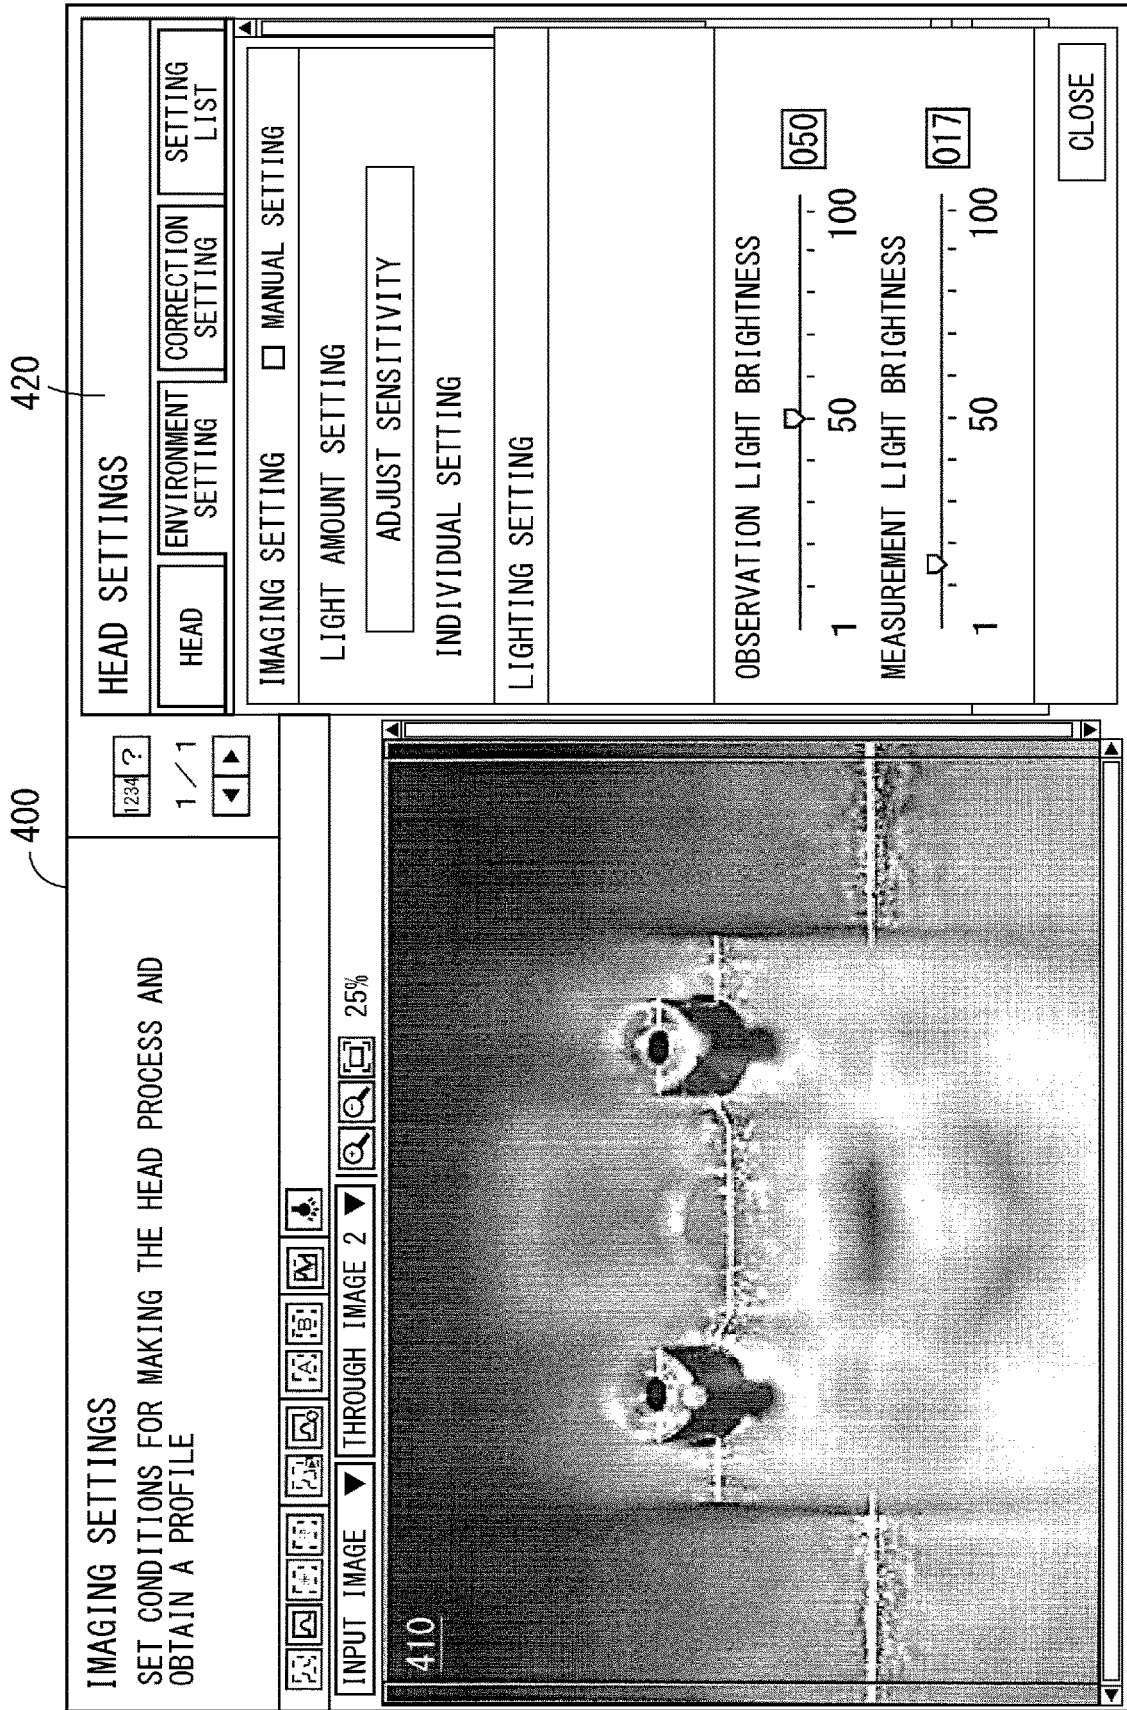 400
420
IMAGING SETTINGS
SET CONDITIONS FOR MAKING THE HEAD PROCESS AND
OBTAIN A PROFILE
1234 ?
1/1
INPUT IMAGE ▼ THROUGH IMAGE 2 ▼ 25%
A B
410
HEAD SETTINGS
HEAD
ENVIRONMENT
SETTING
CORRECTION
SETTING
SETTING
LIST
IMAGING SETTING
MANUAL SETTING
LIGHT AMOUNT SETTING
ADJUST SENSITIVITY
INDIVIDUAL SETTING
LIGHTING SETTING
OBSERVATION LIGHT BRIGHTNESS
050
1 50 100
MEASUREMENT LIGHT BRIGHTNESS
017
1 50 100
CLOSE